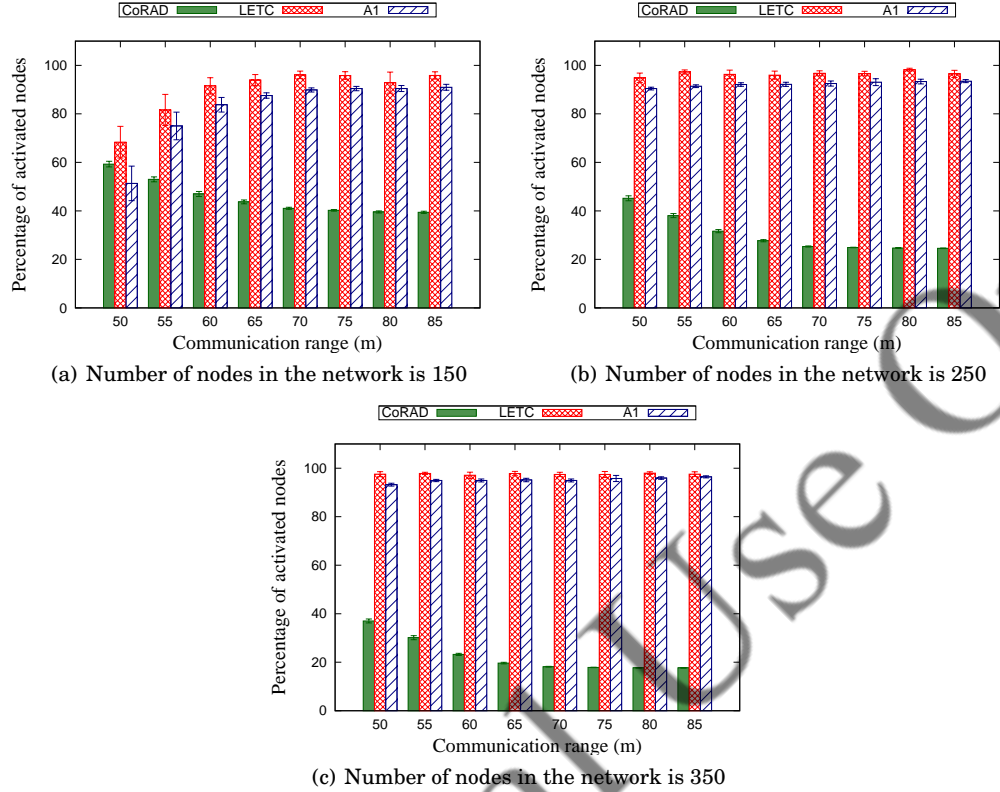 CoRAD LETC A1
Percentage of activated nodes
100
80
60
40
20
0
50 55 60 65 70 75 80 85
Communication range (m)
(a) Number of nodes in the network is 150
CoRAD LETC A1
Percentage of activated nodes
100
80
60
40
20
0
50 55 60 65 70 75 80 85
Communication range (m)
(b) Number of nodes in the network is 250
CoRAD LETC A1
Percentage of activated nodes
100
80
60
40
20
0
50 55 60 65 70 75 80 85
Communication range (m)
(c) Number of nodes in the network is 350
Use